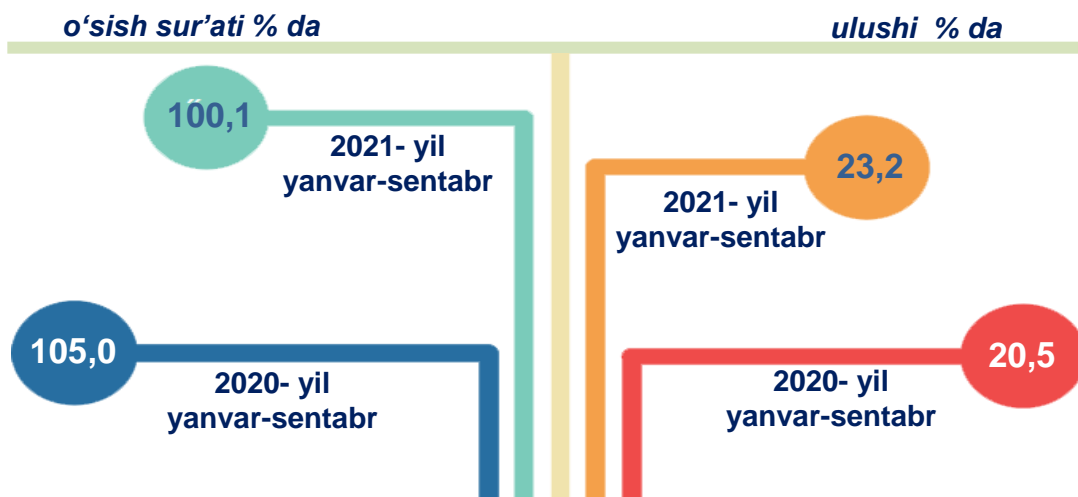 o‘sish sur’ati % da
ulushi % da
100,1
2021- yil
yanvar-sentabr
23,2
2021- yil
yanvar-sentabr
105,0
2020- yil
yanvar-sentabr
20,5
2020- yil
yanvar-sentabr